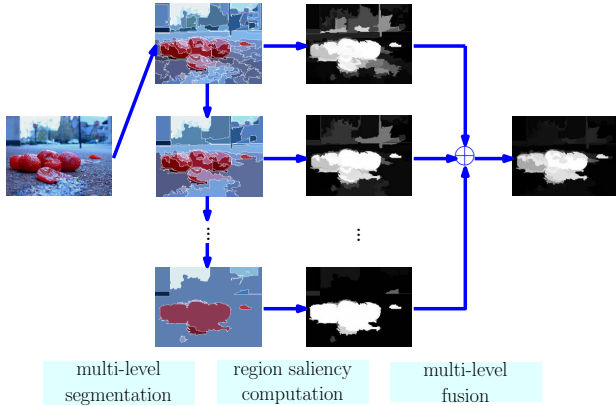 multi-level
segmentation
region saliency
computation
multi-level
fusion